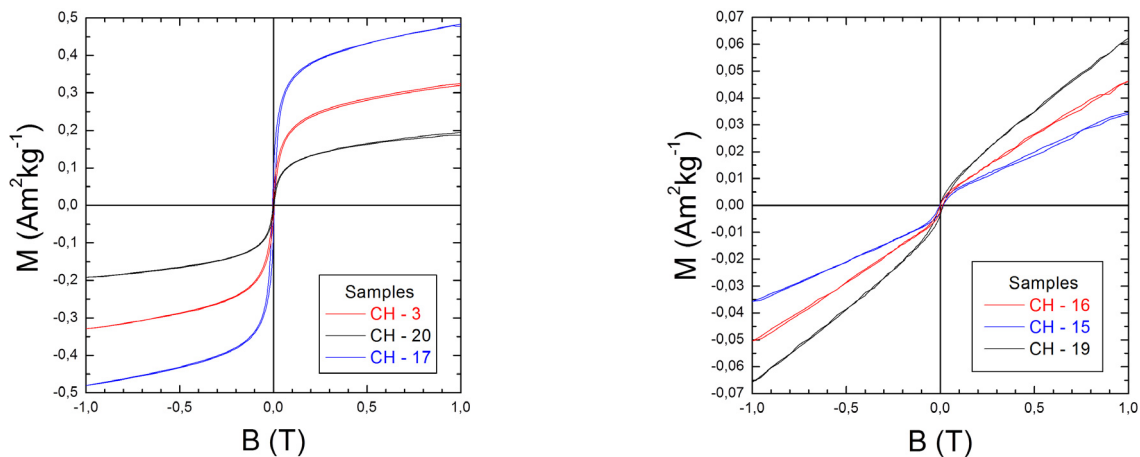 0,5
0,4
0,3
0,2
0,1
0,0
-0,1
-0,2
-0,3
-0,4
-0,5
M (Am²kg⁻¹)
-1,0 -0,5 0,0 0,5 1,0
B (T)
Samples
CH - 3
CH - 20
CH - 17
0,07
0,06
0,05
0,04
0,03
0,02
0,01
0,00
-0,01
-0,02
-0,03
-0,04
-0,05
-0,06
-0,07
M (Am²kg⁻¹)
-1,0 -0,5 0,0 0,5 1,0
B (T)
Samples
CH - 16
CH - 15
CH - 19